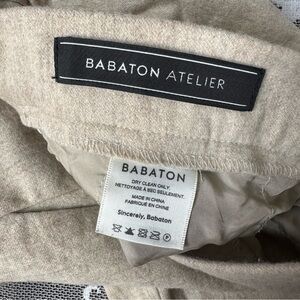 BABATON ATELIER
BABATON
DRY CLEAN ONLY
NETTOYAGE À SEC SEULEMENT
MADE IN CHINA
FABRIQUÉ EN CHINE
Sincerely, Babaton